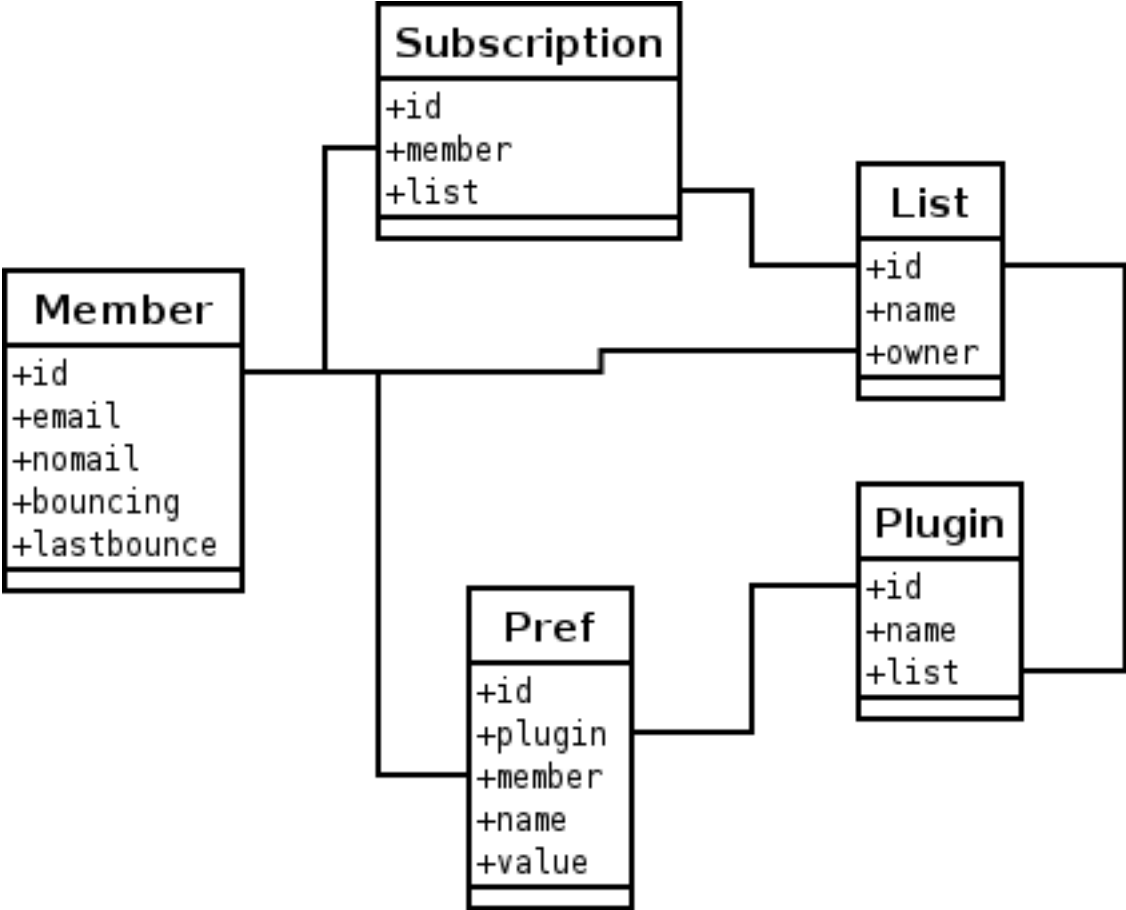 Subscription
+id
+member
+list
List
+id
+name
+owner
Member
+id
+email
+nomail
+bouncing
+lastbounce
Plugin
+id
+name
+list
Pref
+id
+plugin
+member
+name
+value